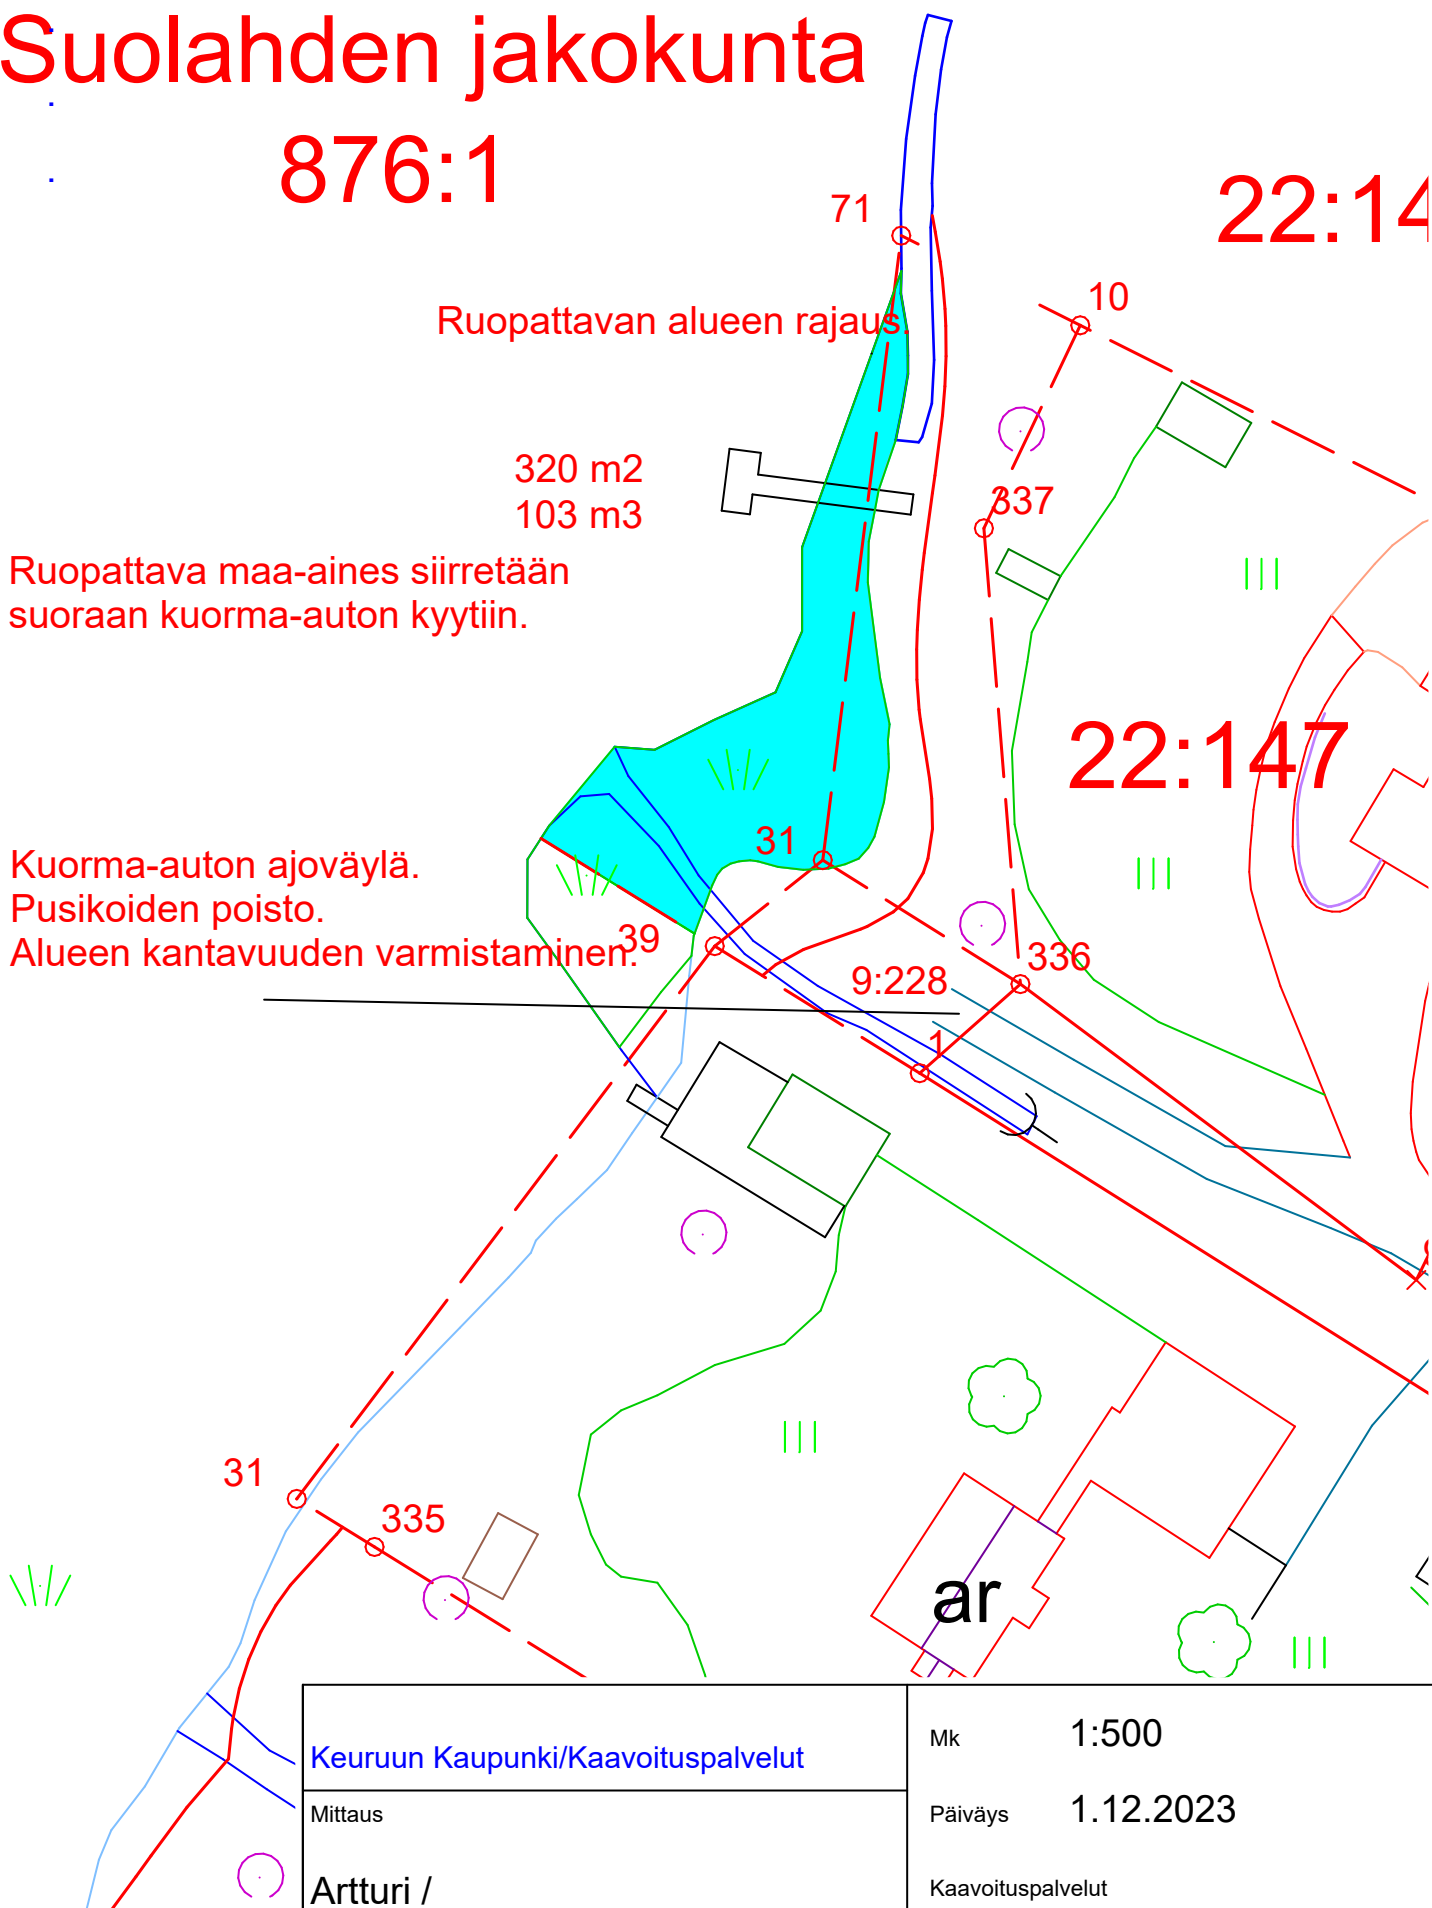 Suolahden jakokunta
876:1
22:14
71
10
Ruopattavan alueen rajaus.
320 m2
103 m3
337
Ruopattava maa-aines siirretään
suoraan kuorma-auton kyytiin.
22:147
31
Kuorma-auton ajoväylä.
Pusikoiden poisto.
Alueen kantavuuden varmistaminen.
39
336
9:228
1
31
335
ar
Keuruun Kaupunki/Kaavoituspalvelut
Mk 1:500
Mittaus
Päiväys 1.12.2023
Artturi /
Kaavoituspalvelut